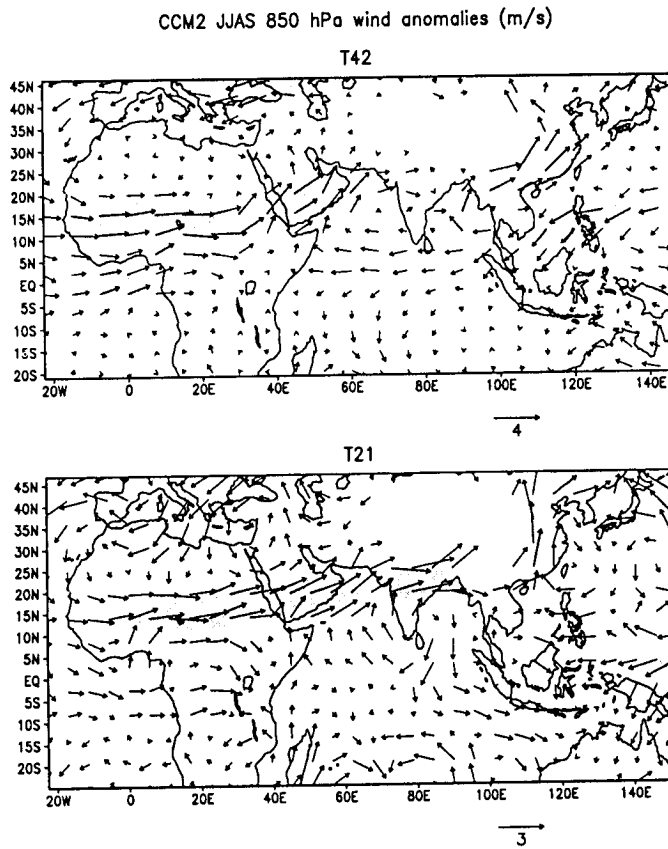 CCM2 JJAS 850 hPa wind anomalies (m/s)
T42
45N
40N
35N
30N
25N
20N
15N
10N
5N
EQ
5S
10S
15S
20S
20W 0 20E 40E 60E 80E 100E 120E 140E
4
T21
45N
40N
35N
30N
25N
20N
15N
10N
5N
EQ
5S
10S
15S
20S
20W 0 20E 40E 60E 80E 100E 120E 140E
3